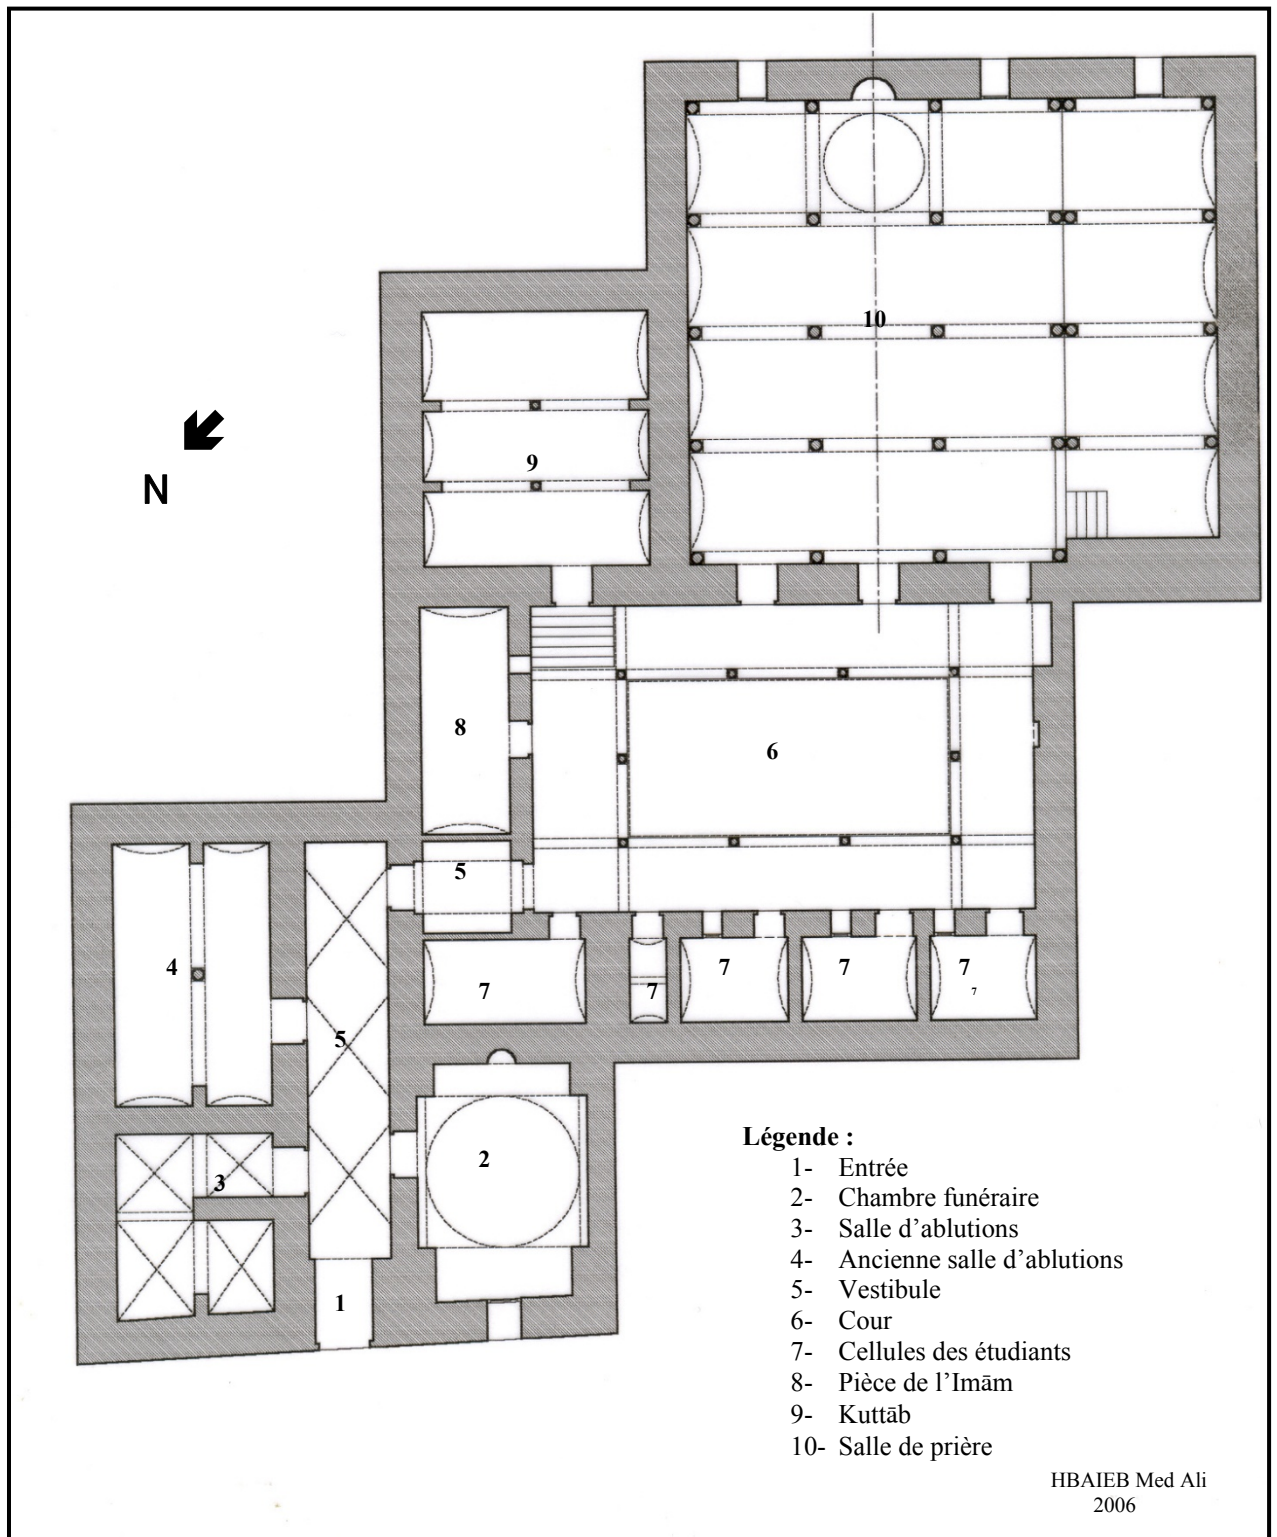 10
9
N
8
6
5
4
7
7
7
7
7
7
5
2
3
1
Légende :
1- Entrée
2- Chambre funéraire
3- Salle d’ablutions
4- Ancienne salle d’ablutions
5- Vestibule
6- Cour
7- Cellules des étudiants
8- Pièce de l’Imām
9- Kuttāb
10- Salle de prière
HBAIEB Med Ali
2006